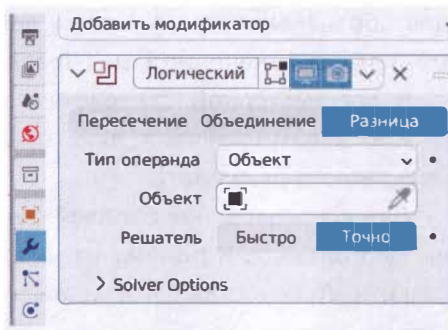 Добавить модификатор
Логический
Пересечение Объединение Разница
Тип операнда Объект
Объект
Решатель Быстро Точно
Solver Options